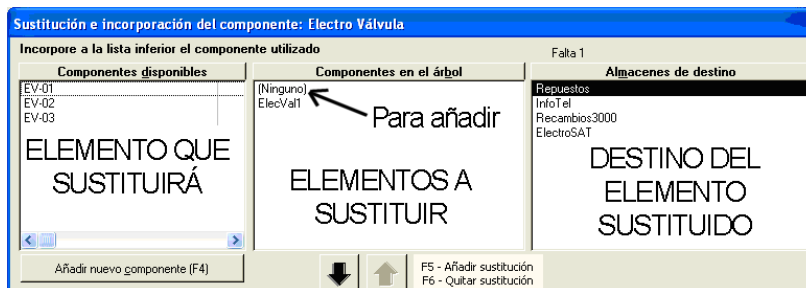 Sustitución e incorporación del componente: Electro Válvula
Incorpore a la lista inferior el componente utilizado
Falta 1
Componentes disponibles
EV-01
EV-02
EV-03
ELEMENTO QUE
SUSTITUIRÁ
Añadir nuevo componente (F4)
Componentes en el árbol
(Ninguno)
ElecVal1
Para añadir
ELEMENTOS A
SUSTITUIR
Almacenes de destino
Repuestos
InfoTel
Recambios3000
ElectroSAT
DESTINO DEL
ELEMENTO
SUSTITUIDO
F5 - Añadir sustitución
F6 - Quitar sustitución